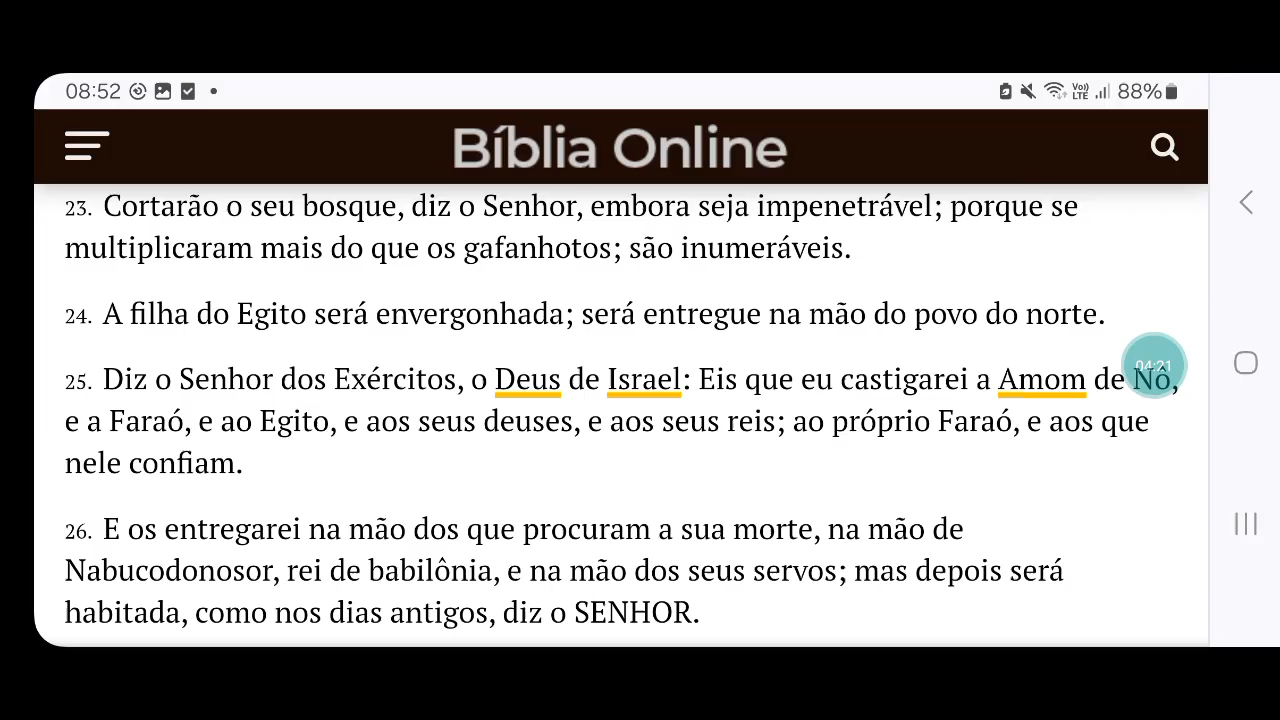 08:52 88%
Bíblia Online
23. Cortarão o seu bosque, diz o Senhor, embora seja impenetrável; porque se
multiplicaram mais do que os gafanhotos; são inumeráveis.
24. A filha do Egito será envergonhada; será entregue na mão do povo do norte.
25. Diz o Senhor dos Exércitos, o Deus de Israel: Eis que eu castigarei a Amom de Nô,
04:21
e a Faraó, e ao Egito, e aos seus deuses, e aos seus reis; ao próprio Faraó, e aos que
nele confiam.
26. E os entregarei na mão dos que procuram a sua morte, na mão de
Nabucodonosor, rei de babilônia, e na mão dos seus servos; mas depois será
habitada, como nos dias antigos, diz o SENHOR.